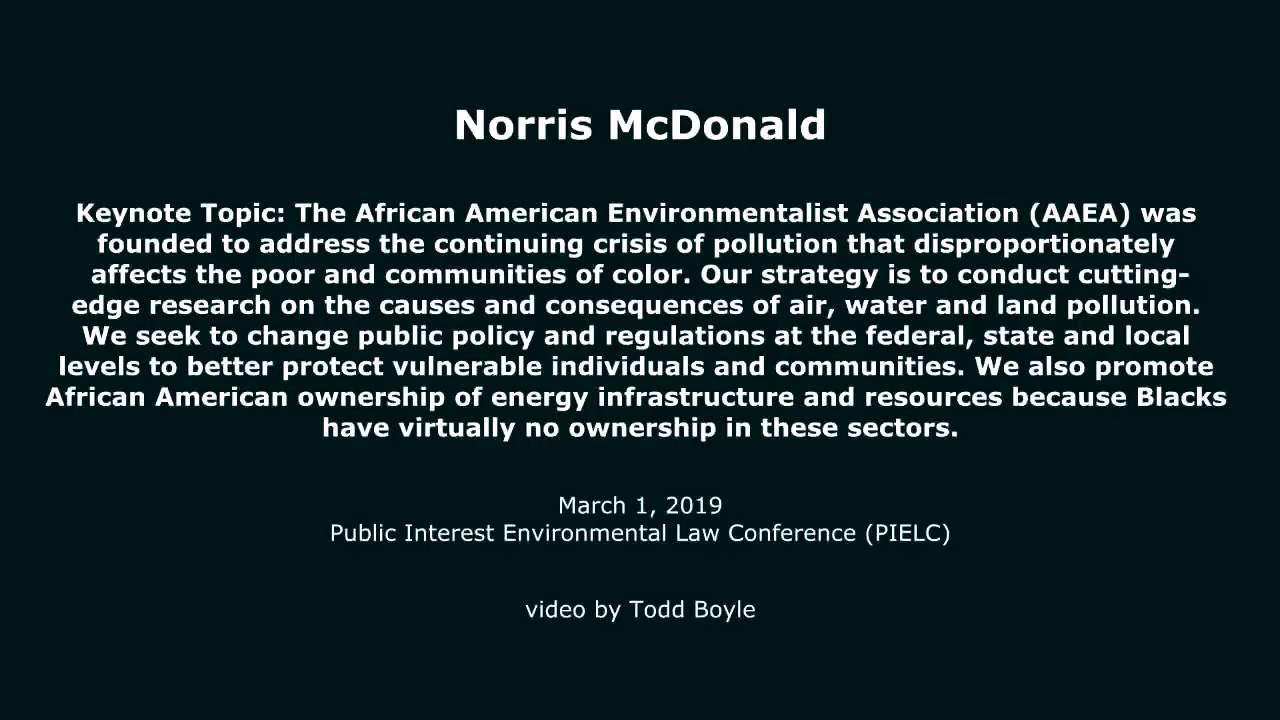 Norris McDonald
Keynote Topic: The African American Environmentalist Association (AAEA) was
founded to address the continuing crisis of pollution that disproportionately
affects the poor and communities of color. Our strategy is to conduct cutting-
edge research on the causes and consequences of air, water and land pollution.
We seek to change public policy and regulations at the federal, state and local
levels to better protect vulnerable individuals and communities. We also promote
African American ownership of energy infrastructure and resources because Blacks
have virtually no ownership in these sectors.
March 1, 2019
Public Interest Environmental Law Conference (PIELC)
video by Todd Boyle